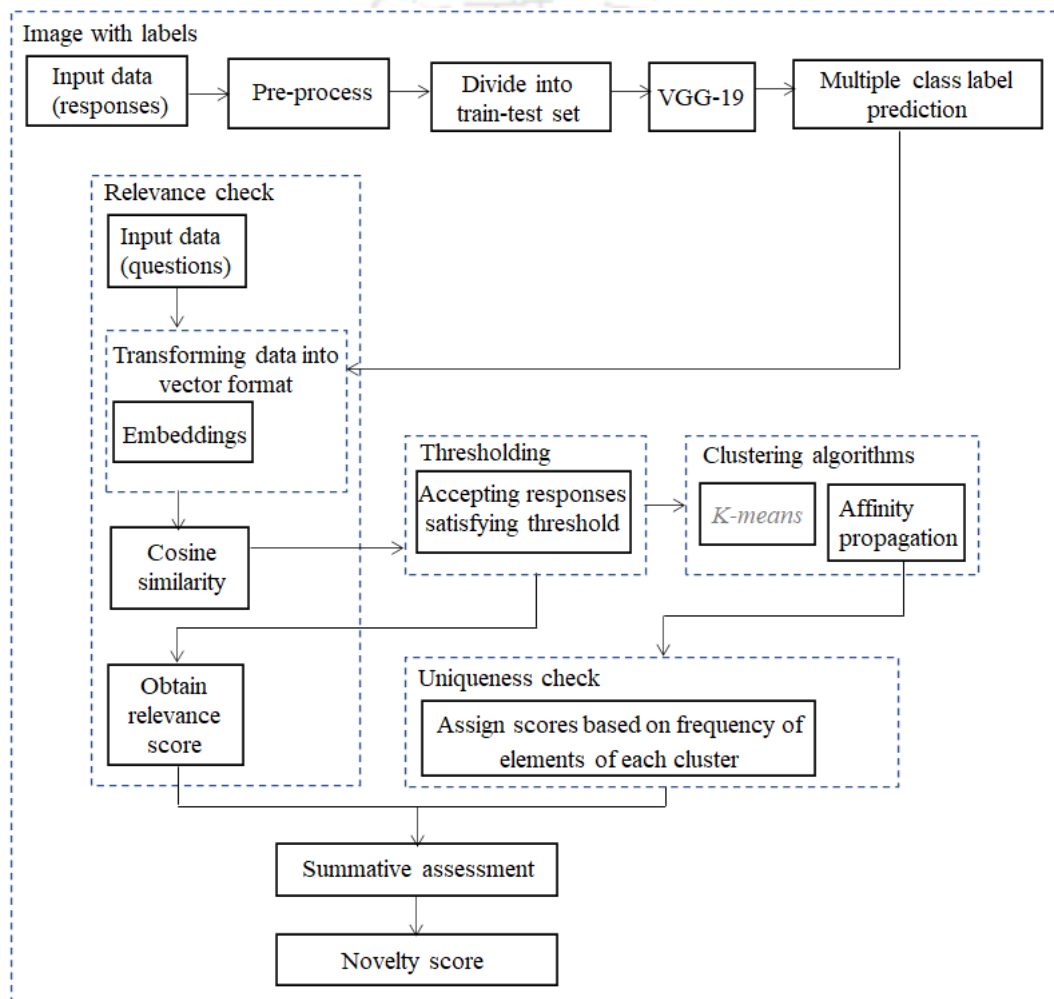 Image with labels
Input data
(responses)
Pre-process
Divide into
train-test set
VGG-19
Multiple class label
prediction
Relevance check
Input data
(questions)
Transforming data into
vector format
Embeddings
Cosine
similarity
Thresholding
Accepting responses
satisfying threshold
Clustering algorithms
K-means
Affinity
propagation
Obtain
relevance
score
Uniqueness check
Assign scores based on frequency of
elements of each cluster
Summative assessment
Novelty score